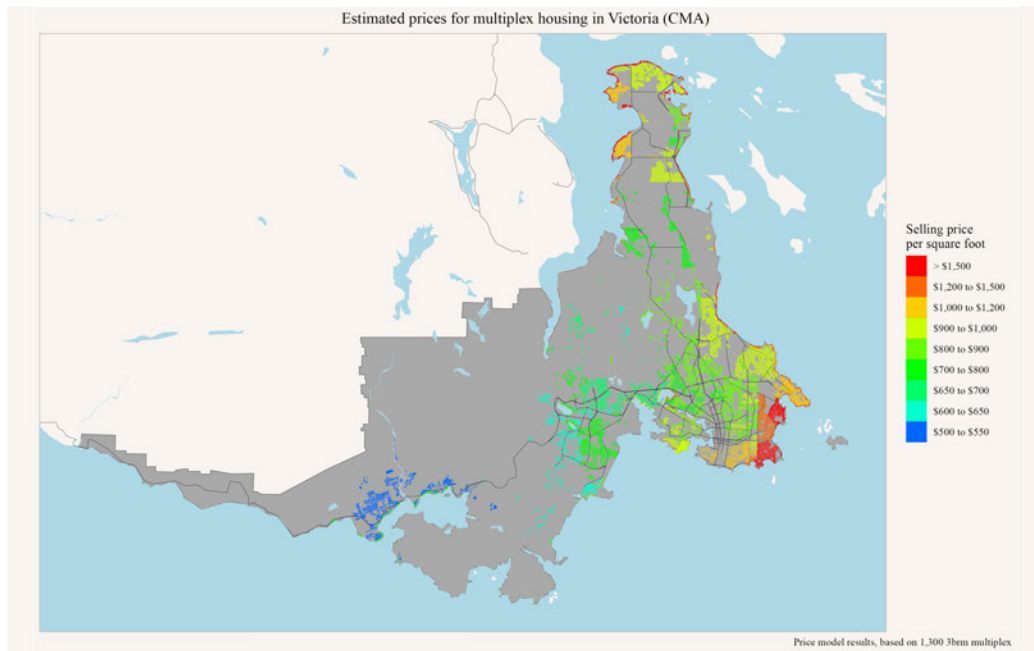 Estimated prices for multiplex housing in Victoria (CMA)
Selling price
per square foot
> $1,500
$1,200 to $1,500
$1,000 to $1,200
$900 to $1,000
$800 to $900
$700 to $800
$650 to $700
$600 to $650
$500 to $550
Price model results, based on 1,300 3brm multiplex